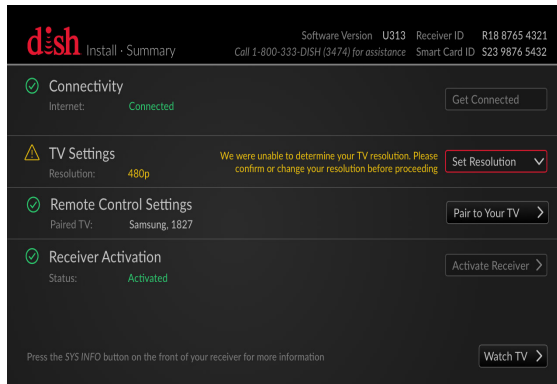 dish Install · Summary
Software Version U313 Receiver ID R18 8765 4321
Call 1-800-333-DISH (3474) for assistance Smart Card ID S23 9876 5432
Connectivity
Internet: Connected
Get Connected
TV Settings
Resolution: 480p
We were unable to determine your TV resolution. Please
confirm or change your resolution before proceeding
Set Resolution
Remote Control Settings
Paired TV: Samsung, 1827
Pair to Your TV
Receiver Activation
Status: Activated
Activate Receiver
Press the SYS INFO button on the front of your receiver for more information
Watch TV